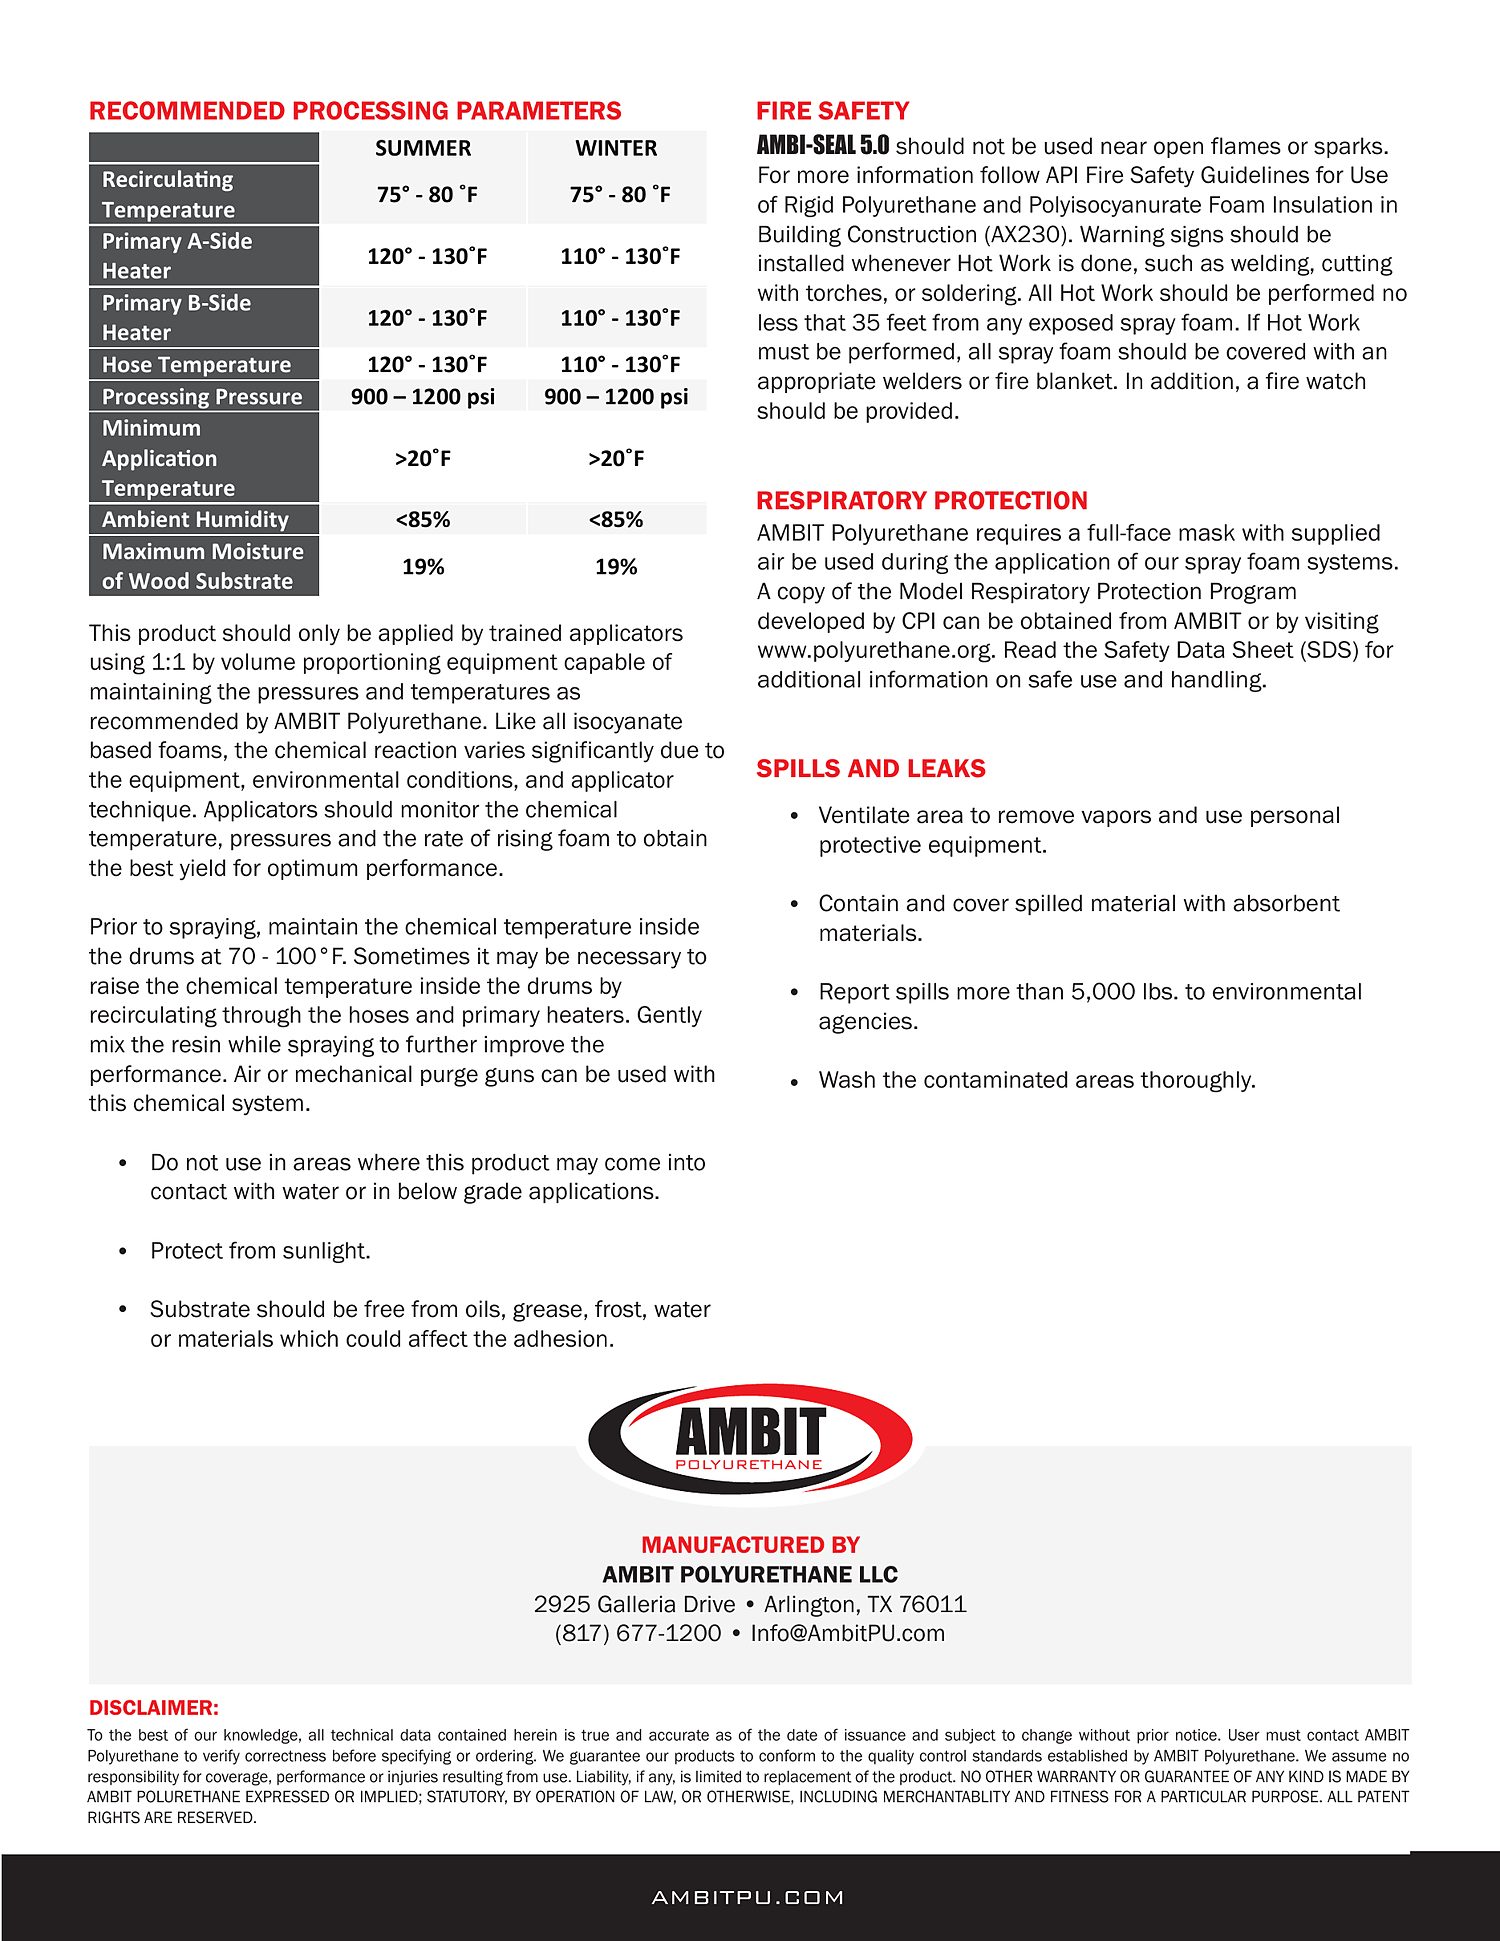 RECOMMENDED PROCESSING PARAMETERS
SUMMER WINTER
Recirculating
Temperature
75° - 80 ˚F 75° - 80 ˚F
Primary A-Side
Heater
120° - 130˚F 110° - 130˚F
Primary B-Side
Heater
120° - 130˚F 110° - 130˚F
Hose Temperature 120° - 130˚F 110° - 130˚F
Processing Pressure 900 – 1200 psi 900 – 1200 psi
Minimum
Application
Temperature
>20˚F >20˚F
Ambient Humidity <85% <85%
Maximum Moisture
of Wood Substrate
19% 19%
This product should only be applied by trained applicators
using 1:1 by volume proportioning equipment capable of
maintaining the pressures and temperatures as
recommended by AMBIT Polyurethane. Like all isocyanate
based foams, the chemical reaction varies significantly due to
the equipment, environmental conditions, and applicator
technique. Applicators should monitor the chemical
temperature, pressures and the rate of rising foam to obtain
the best yield for optimum performance.
Prior to spraying, maintain the chemical temperature inside
the drums at 70 - 100°F. Sometimes it may be necessary to
raise the chemical temperature inside the drums by
recirculating through the hoses and primary heaters. Gently
mix the resin while spraying to further improve the
performance. Air or mechanical purge guns can be used with
this chemical system.
• Do not use in areas where this product may come into
contact with water or in below grade applications.
• Protect from sunlight.
• Substrate should be free from oils, grease, frost, water
or materials which could affect the adhesion.
FIRE SAFETY
AMBI-SEAL 5.0 should not be used near open flames or sparks.
For more information follow API Fire Safety Guidelines for Use
of Rigid Polyurethane and Polyisocyanurate Foam Insulation in
Building Construction (AX230). Warning signs should be
installed whenever Hot Work is done, such as welding, cutting
with torches, or soldering. All Hot Work should be performed no
less that 35 feet from any exposed spray foam. If Hot Work
must be performed, all spray foam should be covered with an
appropriate welders or fire blanket. In addition, a fire watch
should be provided.
RESPIRATORY PROTECTION
AMBIT Polyurethane requires a full-face mask with supplied
air be used during the application of our spray foam systems.
A copy of the Model Respiratory Protection Program
developed by CPI can be obtained from AMBIT or by visiting
www.polyurethane.org. Read the Safety Data Sheet (SDS) for
additional information on safe use and handling.
SPILLS AND LEAKS
• Ventilate area to remove vapors and use personal
protective equipment.
• Contain and cover spilled material with absorbent
materials.
• Report spills more than 5,000 lbs. to environmental
agencies.
• Wash the contaminated areas thoroughly.
AMBIT
POLYURETHANE
MANUFACTURED BY
AMBIT POLYURETHANE LLC
2925 Galleria Drive • Arlington, TX 76011
(817) 677-1200 • Info@AmbitPU.com
DISCLAIMER:
To the best of our knowledge, all technical data contained herein is true and accurate as of the date of issuance and subject to change without prior notice. User must contact AMBIT
Polyurethane to verify correctness before specifying or ordering. We guarantee our products to conform to the quality control standards established by AMBIT Polyurethane. We assume no
responsibility for coverage, performance or injuries resulting from use. Liability, if any, is limited to replacement of the product. NO OTHER WARRANTY OR GUARANTEE OF ANY KIND IS MADE BY
AMBIT POLURETHANE EXPRESSED OR IMPLIED; STATUTORY, BY OPERATION OF LAW, OR OTHERWISE, INCLUDING MERCHANTABLITY AND FITNESS FOR A PARTICULAR PURPOSE. ALL PATENT
RIGHTS ARE RESERVED.
AMBITPU.COM